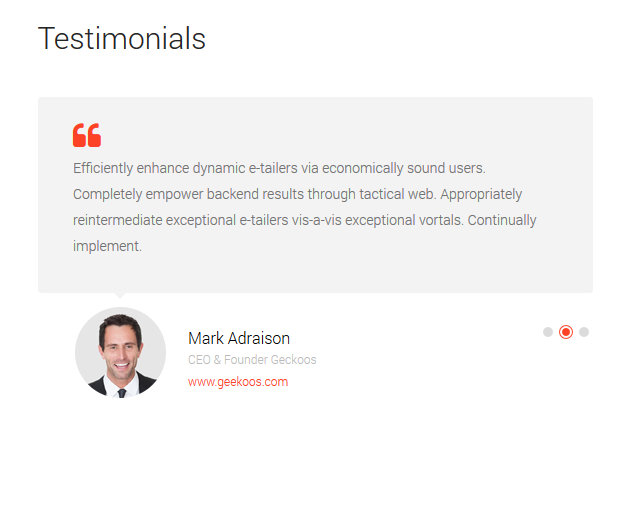 Testimonials
Efficiently enhance dynamic e-tailers via economically sound users.
Completely empower backend results through tactical web. Appropriately
reintermediate exceptional e-tailers vis-a-vis exceptional vortals. Continually
implement.
Mark Adraison
CEO & Founder Geckoos
www.geekoos.com